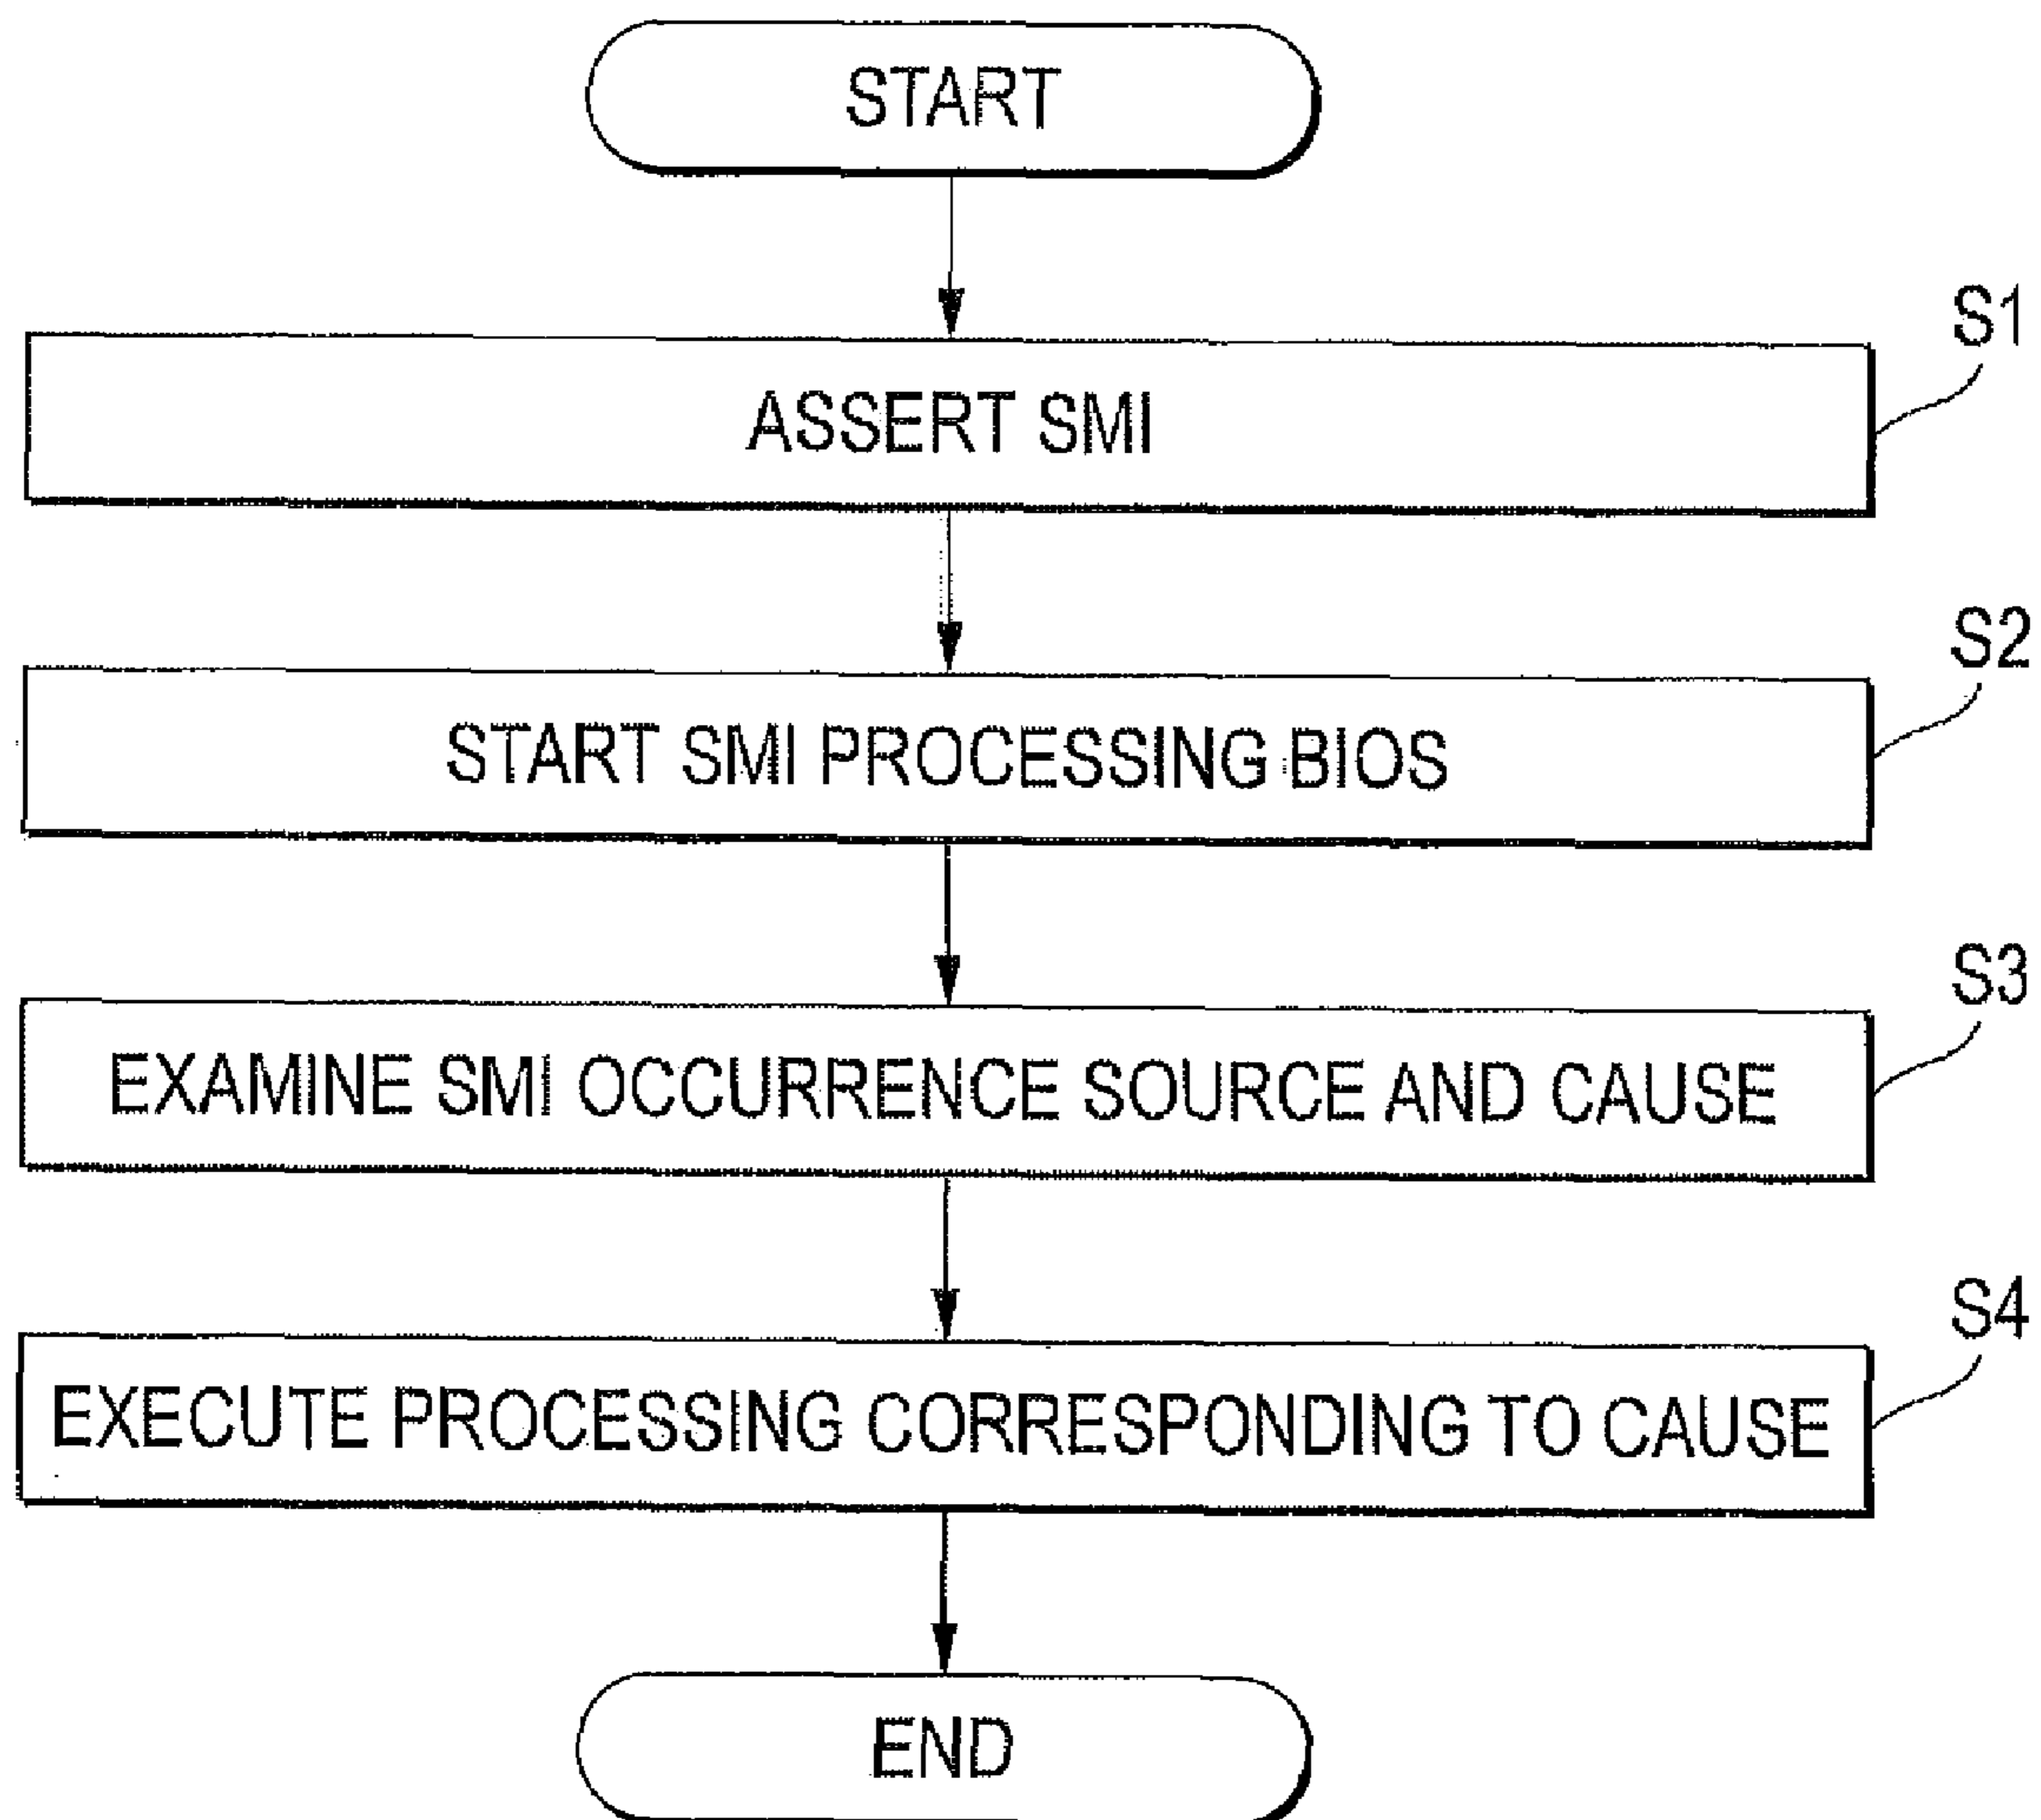 START
S1
ASSERT SMI
S2
START SMI PROCESSING BIOS
S3
EXAMINE SMI OCCURRENCE SOURCE AND CAUSE
S4
EXECUTE PROCESSING CORRESPONDING TO CAUSE
END